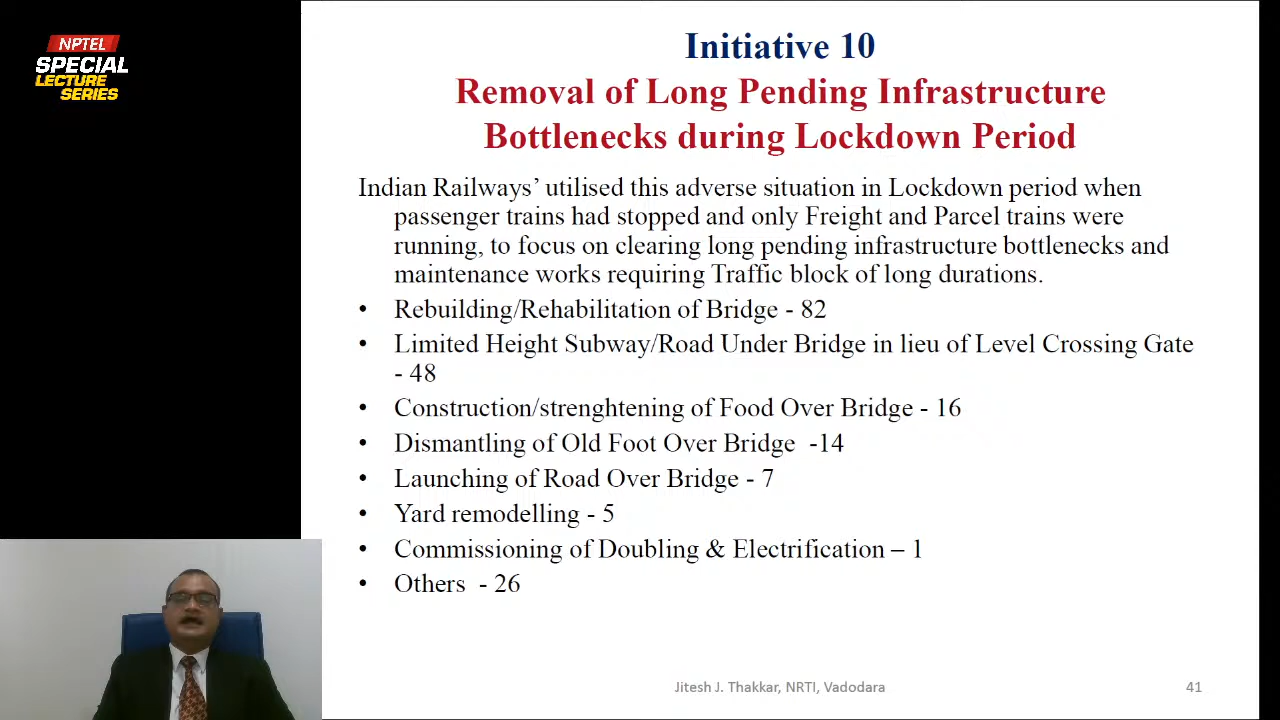 NPTEL
SPECIAL
LECTURE
SERIES
Initiative 10
Removal of Long Pending Infrastructure
Bottlenecks during Lockdown Period
Indian Railways’ utilised this adverse situation in Lockdown period when
passenger trains had stopped and only Freight and Parcel trains were
running, to focus on clearing long pending infrastructure bottlenecks and
maintenance works requiring Traffic block of long durations.
• Rebuilding/Rehabilitation of Bridge - 82
• Limited Height Subway/Road Under Bridge in lieu of Level Crossing Gate
- 48
• Construction/strenghtening of Food Over Bridge - 16
• Dismantling of Old Foot Over Bridge -14
• Launching of Road Over Bridge - 7
• Yard remodelling - 5
• Commissioning of Doubling & Electrification – 1
• Others - 26
Jitesh J. Thakkar, NRTI, Vadodara
41